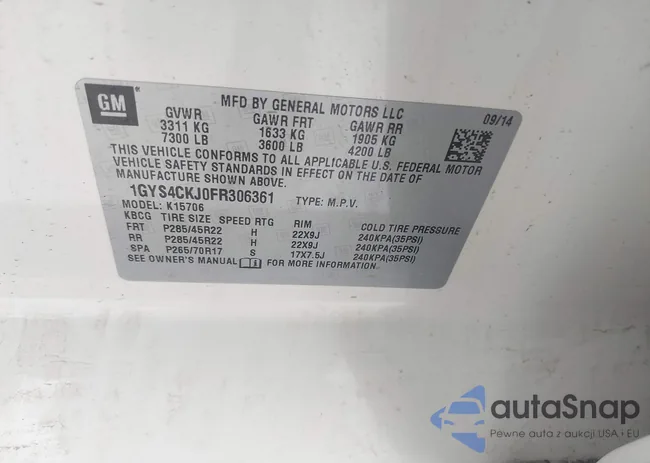 GM
MFD BY GENERAL MOTORS LLC
09/14
GVWR GAWR FRT GAWR RR
3311 KG 1633 KG 1905 KG
7300 LB 3600 LB 4200 LB
THIS VEHICLE CONFORMS TO ALL APPLICABLE U.S. FEDERAL MOTOR
VEHICLE SAFETY STANDARDS IN EFFECT ON THE DATE OF
MANUFACTURE SHOWN ABOVE.
1GYS4CKJ0FR306361 TYPE: M.P.V.
MODEL: K15706
KBCG TIRE SIZE SPEED RTG RIM COLD TIRE PRESSURE
FRT P285/45R22 H 22X9J 240KPA(35PSI)
RR P285/45R22 H 22X9J 240KPA(35PSI)
SPA P265/70R17 S 17X7.5J 240KPA(35PSI)
SEE OWNER'S MANUAL FOR MORE INFORMATION.
autoSnap
Pewne auta z aukcji USA i EU